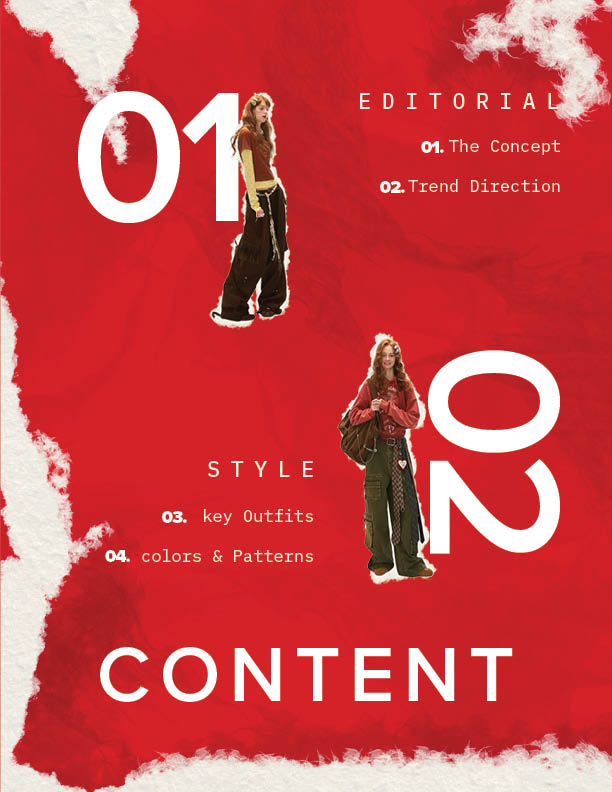 01
EDITORIAL
01. The Concept
02. Trend Direction
02
STYLE
03. key Outfits
04. colors & Patterns
CONTENT